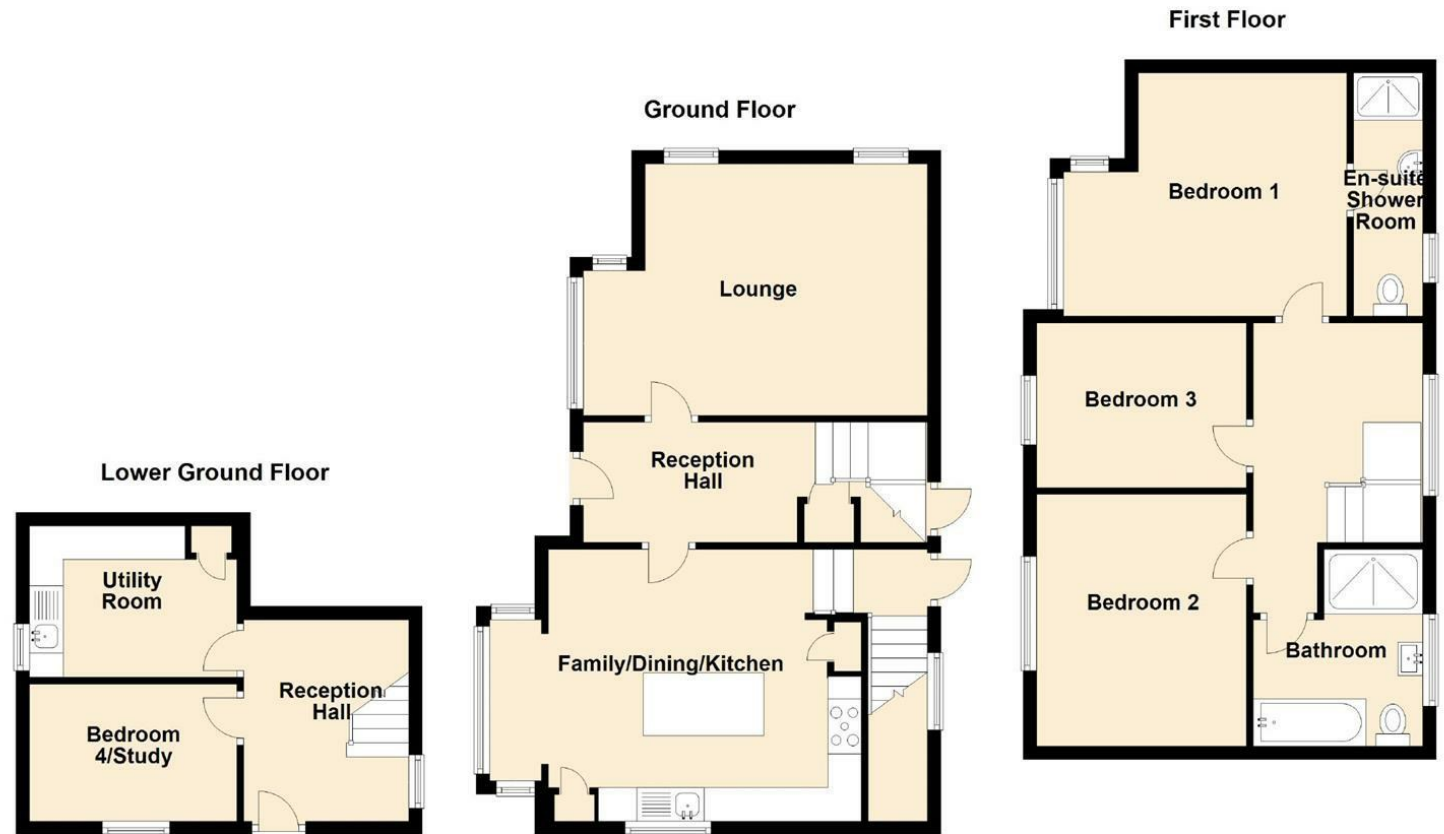 First Floor
Ground Floor
Lower Ground Floor
Utility
Room
Bedroom
4/Study
Reception
Hall
Lounge
Reception
Hall
Family/Dining/Kitchen
Bedroom 1
En-suite
Shower
Room
Bedroom 3
Bedroom 2
Bathroom